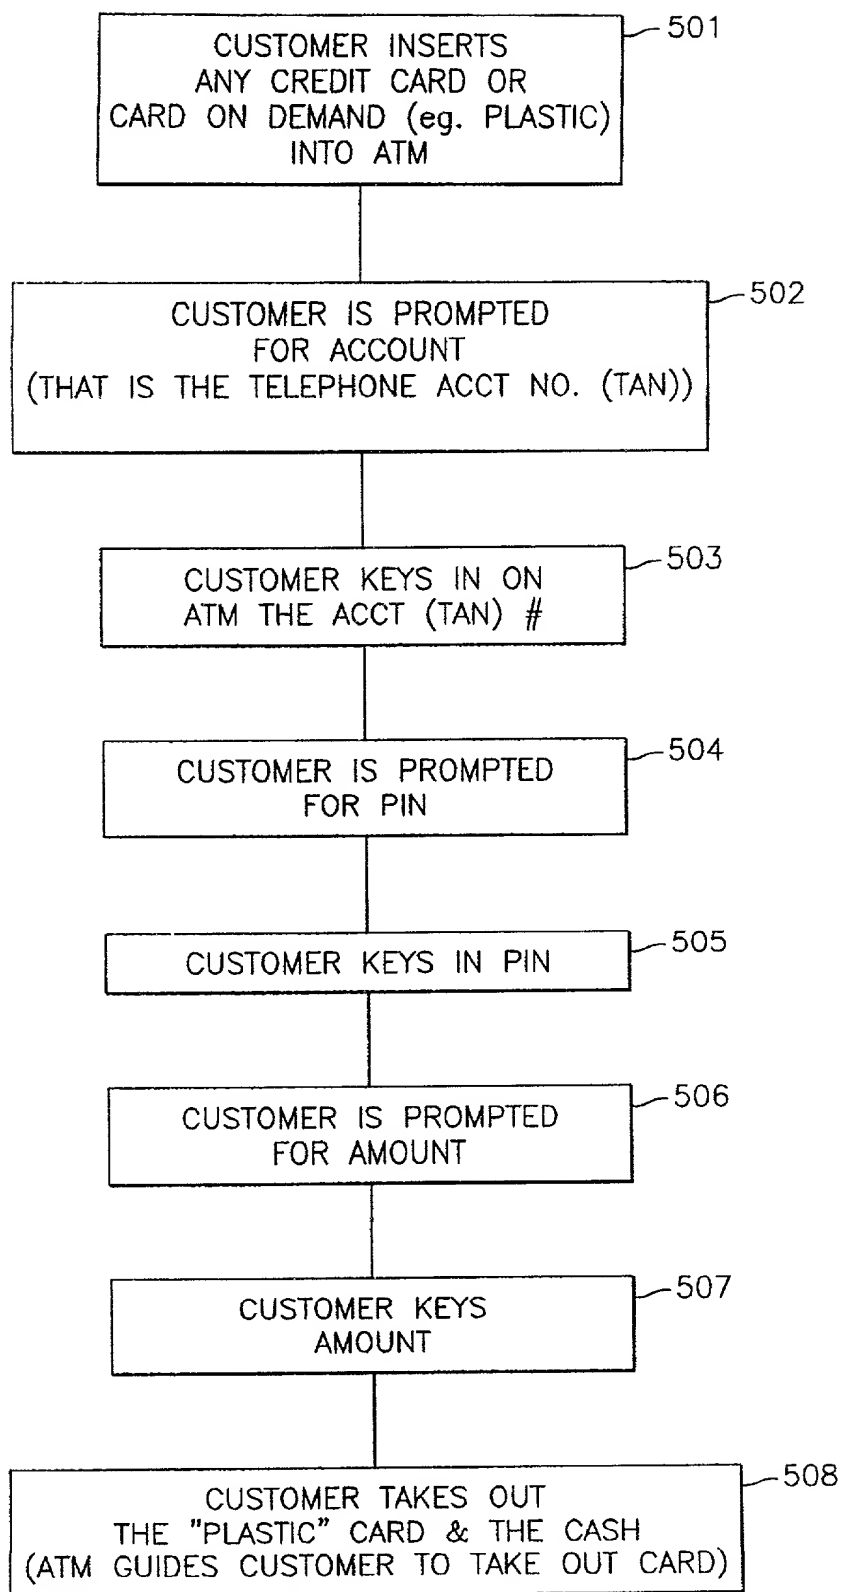 CUSTOMER INSERTS
ANY CREDIT CARD OR
CARD ON DEMAND (eg. PLASTIC)
INTO ATM
501
CUSTOMER IS PROMPTED
FOR ACCOUNT
(THAT IS THE TELEPHONE ACCT NO. (TAN))
502
CUSTOMER KEYS IN ON
ATM THE ACCT (TAN) #
503
CUSTOMER IS PROMPTED
FOR PIN
504
CUSTOMER KEYS IN PIN
505
CUSTOMER IS PROMPTED
FOR AMOUNT
506
CUSTOMER KEYS
AMOUNT
507
CUSTOMER TAKES OUT
THE "PLASTIC" CARD & THE CASH
(ATM GUIDES CUSTOMER TO TAKE OUT CARD)
508